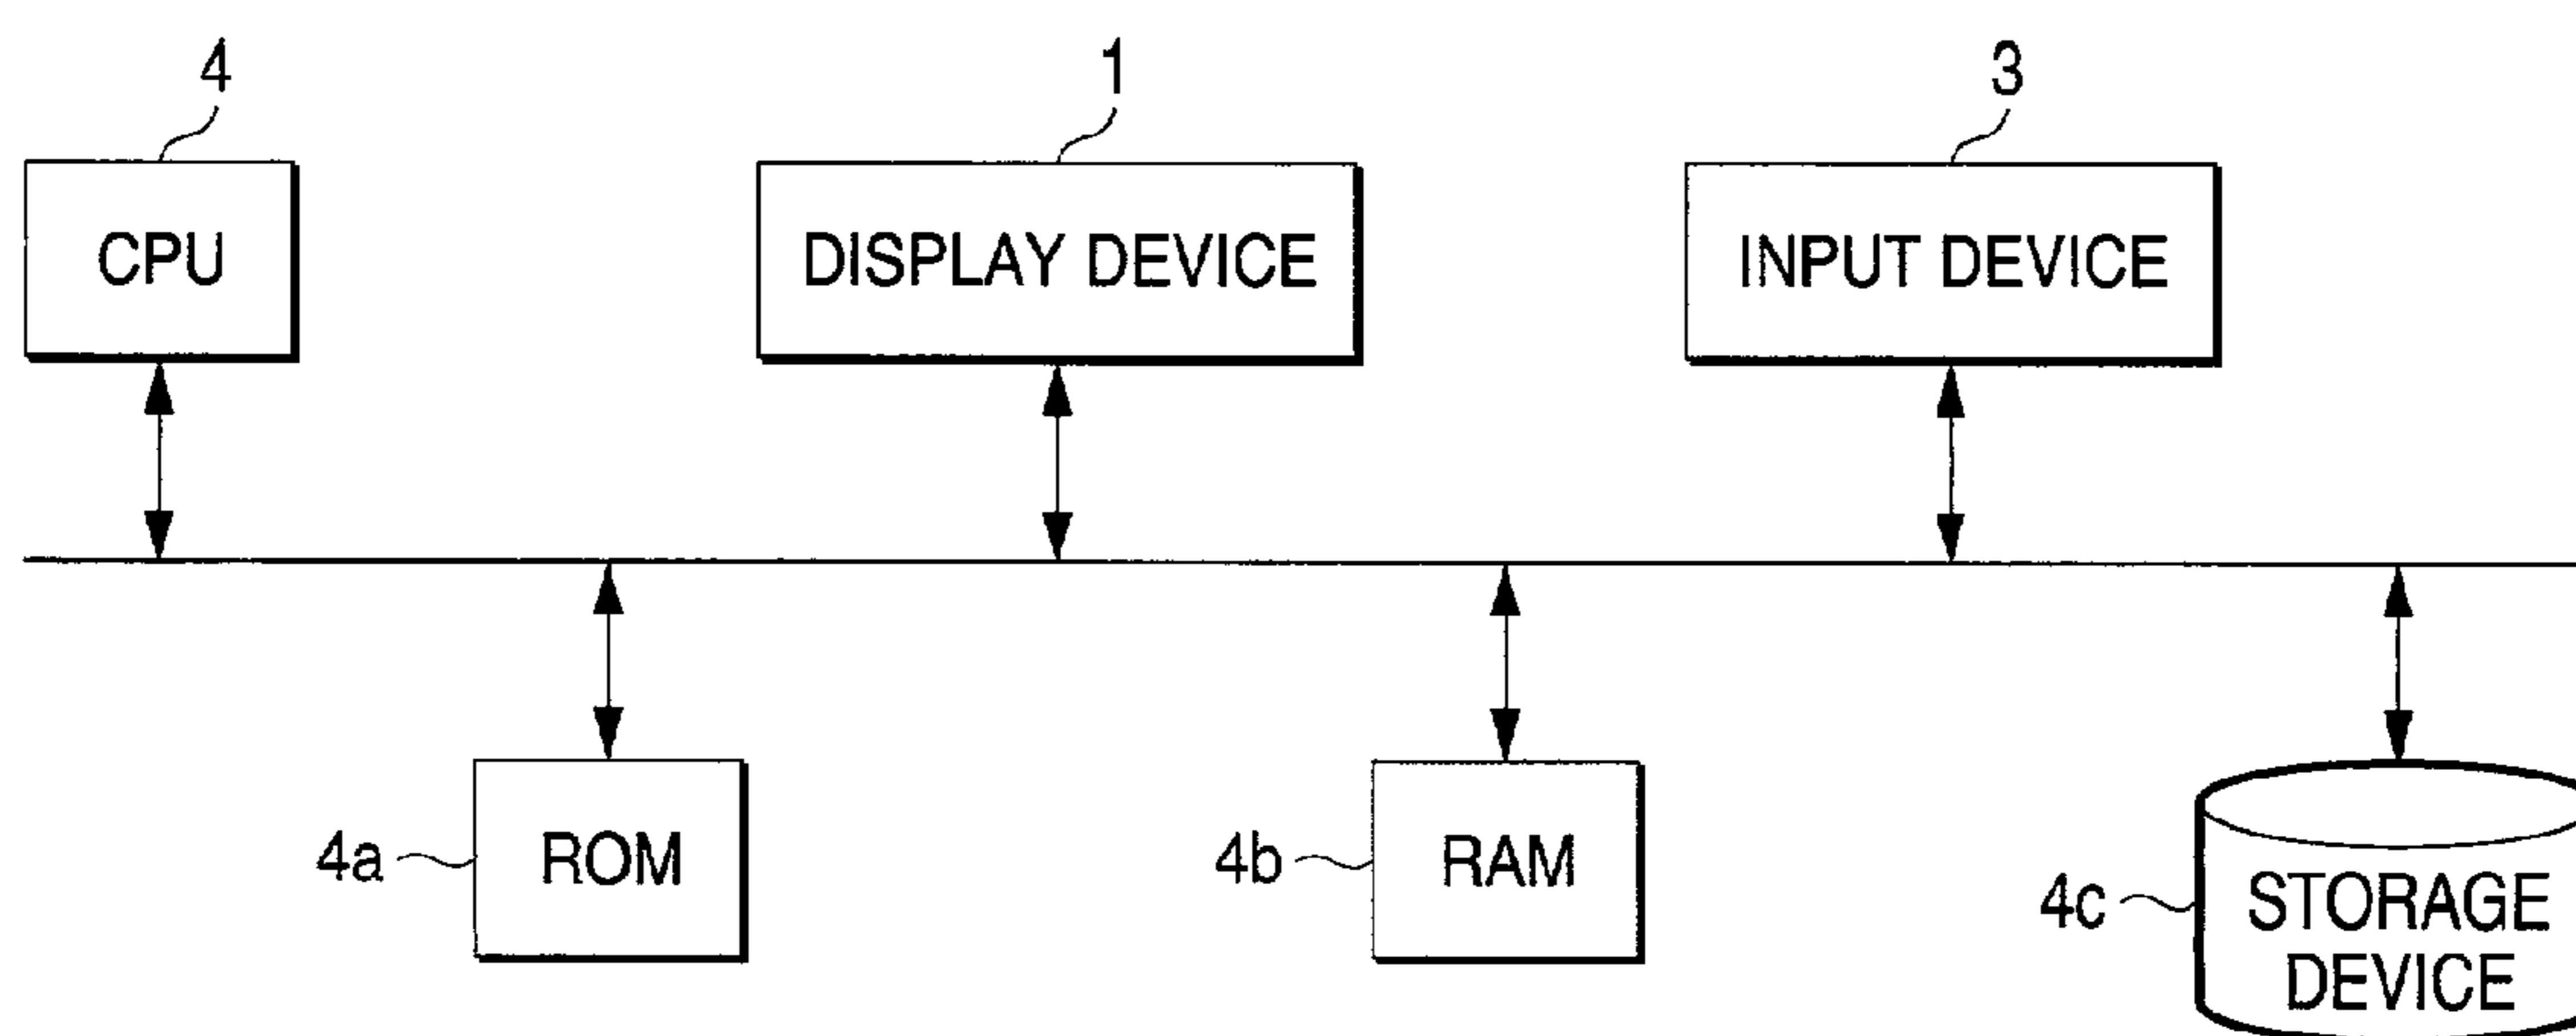 4
1
3
CPU
DISPLAY DEVICE
INPUT DEVICE
4a
ROM
4b
RAM
4c
STORAGE
DEVICE